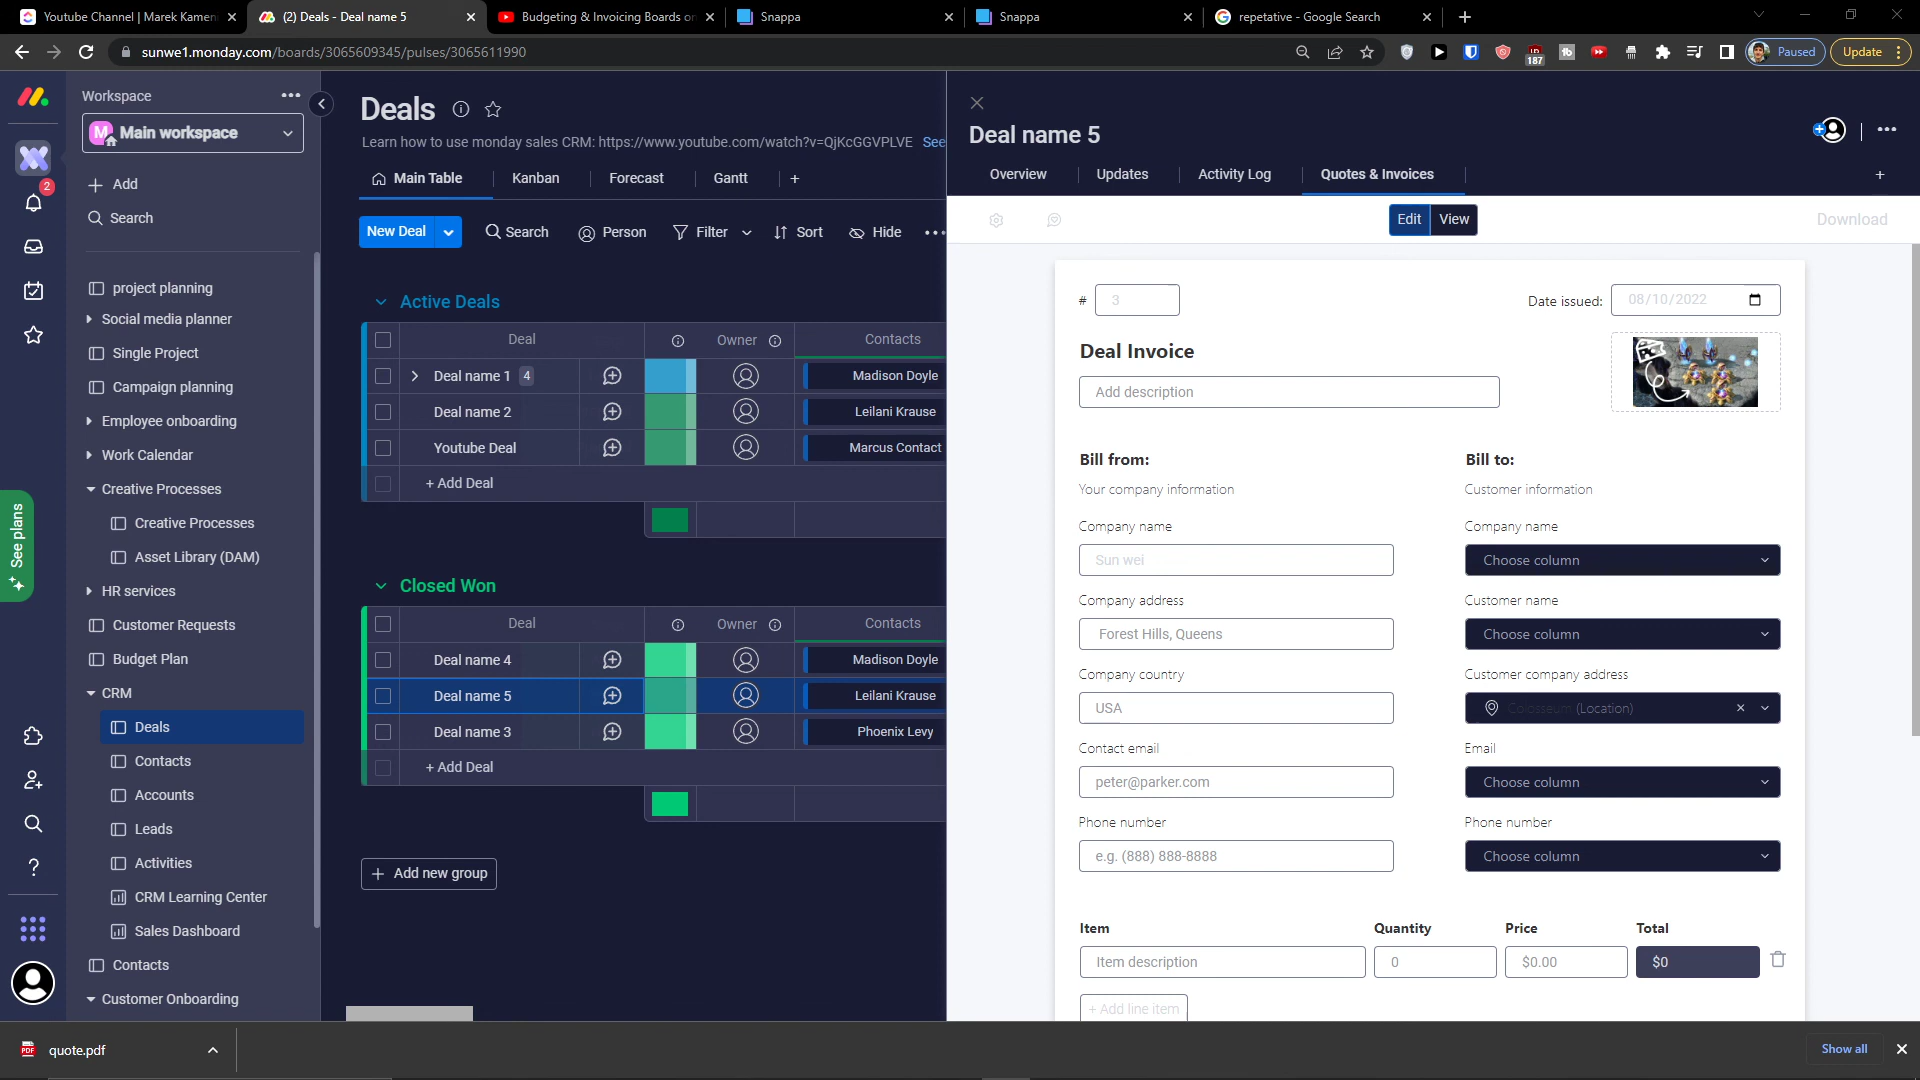 Youtube Channel | Marek Kamen
(2) Deals - Deal name 5
Budgeting & Invoicing Boards on
Snappa
Snappa
repetative - Google Search
sunwe1.monday.com/boards/3065609345/pulses/3065611990
187
Paused
Update
Workspace
M Main workspace
Add
Search
2
project planning
Social media planner
Single Project
Campaign planning
Employee onboarding
Work Calendar
Creative Processes
Creative Processes
Asset Library (DAM)
HR services
Customer Requests
Budget Plan
CRM
Deals
Contacts
Accounts
Leads
Activities
CRM Learning Center
Sales Dashboard
Contacts
Customer Onboarding
See plans
Deals
Learn how to use monday sales CRM: https://www.youtube.com/watch?v=QjKcGGVPLVE See
Main Table
Kanban
Forecast
Gantt
+
New Deal
Search
Person
Filter
Sort
Hide
Active Deals
Deal
Owner
Contacts
Deal name 1 4
Madison Doyle
Deal name 2
Leilani Krause
Youtube Deal
Marcus Contact
+ Add Deal
Closed Won
Deal
Owner
Contacts
Deal name 4
Madison Doyle
Deal name 5
Leilani Krause
Deal name 3
Phoenix Levy
+ Add Deal
+ Add new group
Deal name 5
Overview
Updates
Activity Log
Quotes & Invoices
+
Edit
View
Download
# 3
Date issued: 08/10/2022
Deal Invoice
Add description
Bill from:
Your company information
Company name
Sun wei
Company address
Forest Hills, Queens
Company country
USA
Contact email
peter@parker.com
Phone number
e.g. (888) 888-8888
Bill to:
Customer information
Company name
Choose column
Customer name
Choose column
Customer company address
Colosseum (Location)
Email
Choose column
Phone number
Choose column
Item
Quantity
Price
Total
Item description
0
$0.00
$0
+ Add line item
PDF
quote.pdf
Show all